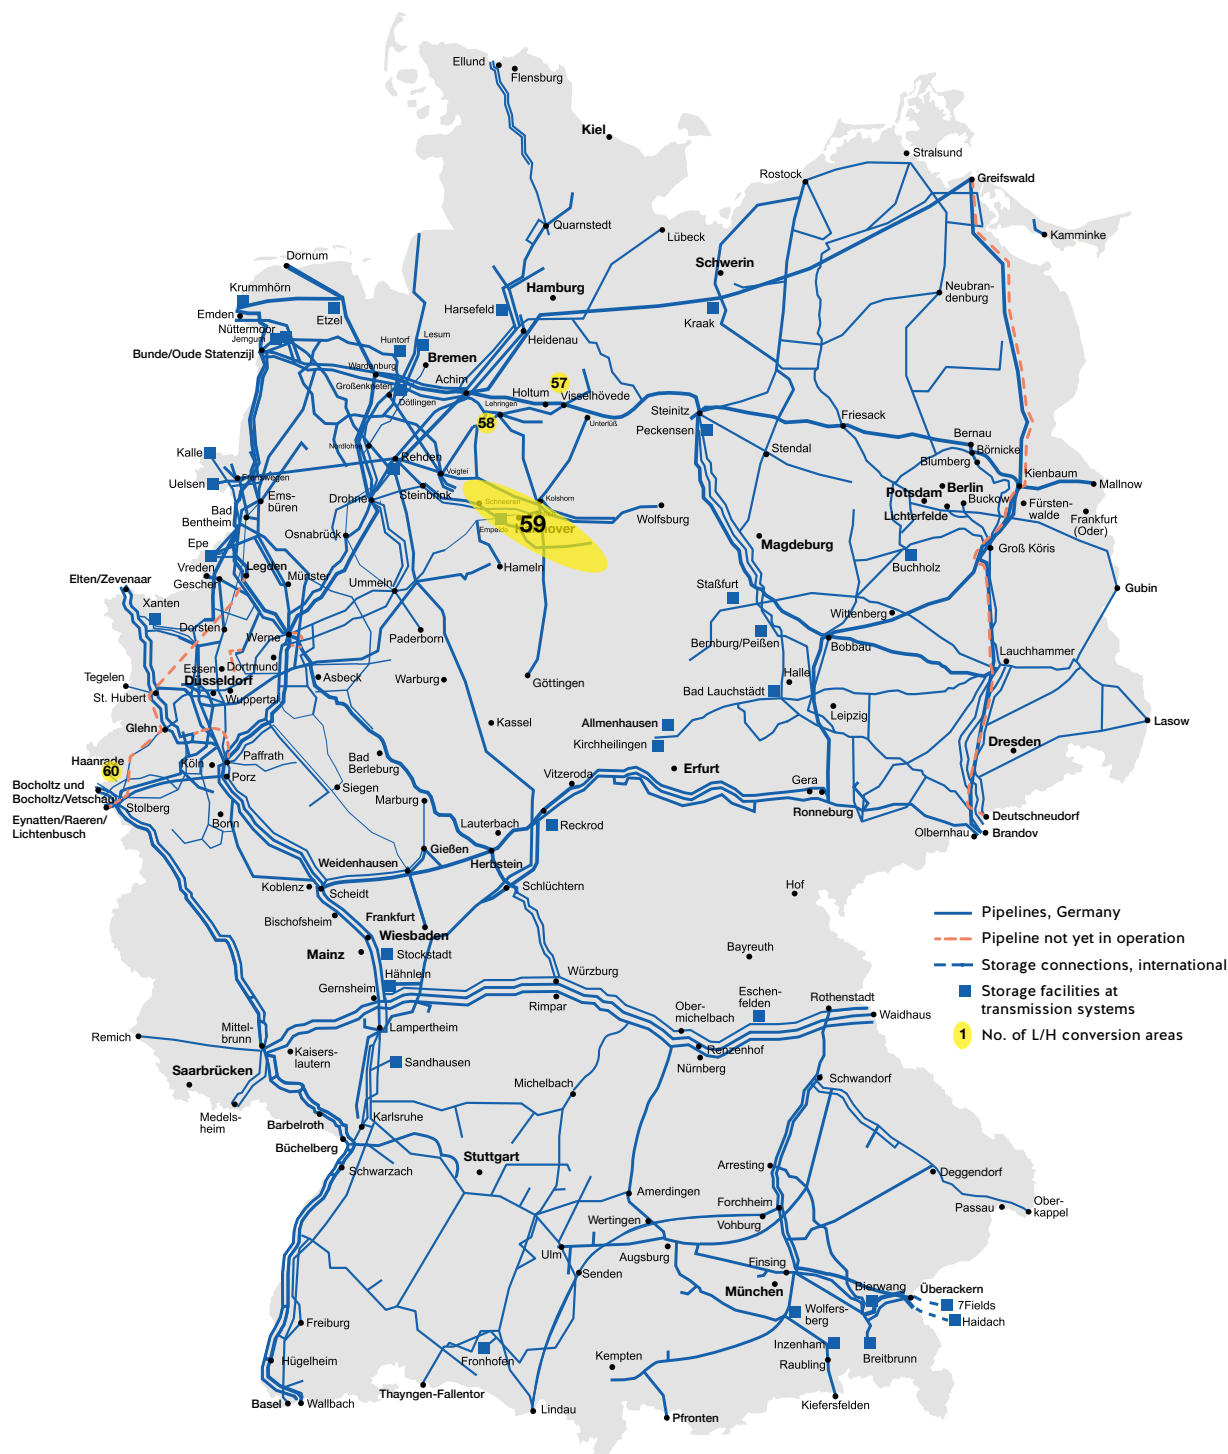 Ellund
Flensburg
Kiel
Stralsund
Rostock
Greifswald
Quarnstedt
Lübeck
Kamminke
Dornum
Schwerin
Krummhörn
Hamburg
Neubran-
denburg
Emden
Etzel
Harsefeld
Kraak
Nüttermoor
Jemgum
Huntorf
Lesum
Heidenau
Bunde/Oude Statenzijl
Bremen
Wardenburg
Achim
57
Großenkneten
Holtum
Visselhövede
Dötlingen
Lehringen
Steinitz
Friesack
58
Unterlüß
Peckensen
Bernau
Nordlohne
Börnicke
Kalle
Rehden
Stendal
Blumberg
Voigtei
Kienbaum
Frenswegen
Uelsen
Mallnow
Ems-
büren
Drohne
Steinbrink
Schneeren
Kolshorn
Potsdam
Berlin
Buckow
Fürsten-
walde
Wolfsburg
Lichterfelde
Frankfurt
(Oder)
Bad
Bentheim
Empelde
59
Hannover
Osnabrück
Magdeburg
Epe
Groß Köris
Vreden
Legden
Buchholz
Hameln
Gescher
Münster
Elten/Zevenaar
Ummeln
Staßfurt
Gubin
Xanten
Wittenberg
Dorsten
Werne
Paderborn
Bernburg/Peißen
Bobbau
Lauchhammer
Essen
Dortmund
Tegelen
Düsseldorf
Asbeck
Warburg
Göttingen
Halle
St. Hubert
Wuppertal
Bad Lauchstädt
Leipzig
Glehn
Kassel
Allmenhausen
Lasow
Kirchheilingen
Dresden
Haanrade
Paffrath
Bad
Berleburg
60
Köln
Porz
Erfurt
Vitzeroda
Gera
Bocholtz und
Bocholtz/Vetschau
Siegen
Marburg
Stolberg
Ronneburg
Deutschneudorf
Eynatten/Raeren/
Lichtenbusch
Bonn
Lauterbach
Reckrod
Olbernhau
Brandov
Gießen
Weidenhausen
Herbstein
Koblenz
Scheidt
Schlüchtern
Hof
Bischofsheim
Frankfurt
Wiesbaden
Pipelines, Germany
Pipeline not yet in operation
Storage connections, international
Storage facilities at
transmission systems
1
No. of L/H conversion areas
Mainz
Stockstadt
Bayreuth
Hähnlein
Würzburg
Gernsheim
Rimpar
Eschen-
felden
Rothenstadt
Ober-
michelbach
Waidhaus
Lampertheim
Remich
Mittel-
brunn
Kaisers-
lautern
Renzenhof
Nürnberg
Sandhausen
Saarbrücken
Michelbach
Schwandorf
Medels-
heim
Barbelroth
Karlsruhe
Büchelberg
Stuttgart
Schwarzach
Arresting
Deggendorf
Amerdingen
Forchheim
Passau
Ober-
kappel
Wertingen
Vohburg
Ulm
Augsburg
Finsing
Senden
München
Bierwang
Überackern
7Fields
Wolfers-
berg
Haidach
Freiburg
Inzenham
Fronhofen
Kempten
Raubling
Breitbrunn
Hügelheim
Thayngen-Fallentor
Basel
Wallbach
Lindau
Kiefersfelden
Pfronten